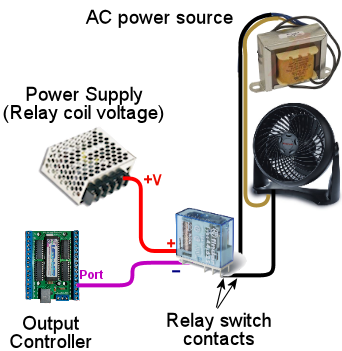 AC power source
Power Supply
(Relay coil voltage)
+V
+
−
Port
Output
Controller
Relay switch
contacts